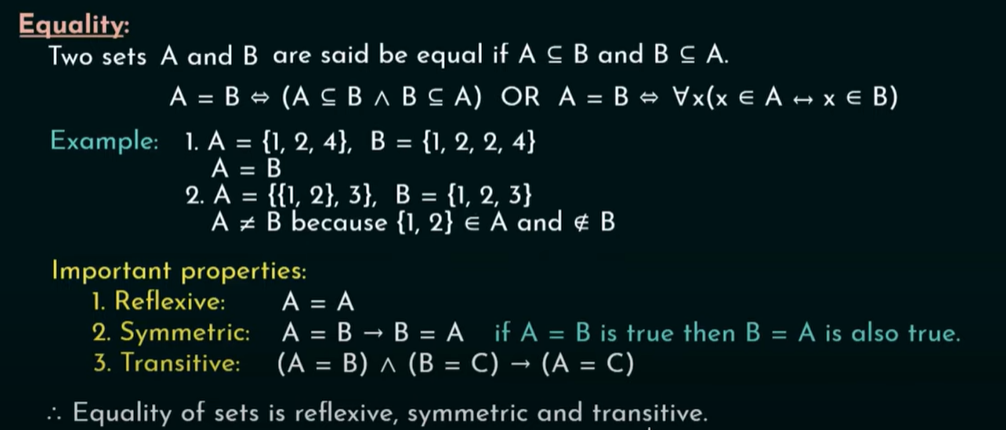 Equality:
Two sets A and B are said be equal if A ⊆ B and B ⊆ A.
A = B ⇔ (A ⊆ B ∧ B ⊆ A) OR A = B ⇔ ∀x(x ∈ A ↔ x ∈ B)
Example: 1. A = {1, 2, 4}, B = {1, 2, 2, 4}
A = B
2. A = {{1, 2}, 3}, B = {1, 2, 3}
A ≠ B because {1, 2} ∈ A and ∉ B
Important properties:
1. Reflexive: A = A
2. Symmetric: A = B → B = A if A = B is true then B = A is also true.
3. Transitive: (A = B) ∧ (B = C) → (A = C)
∴ Equality of sets is reflexive, symmetric and transitive.